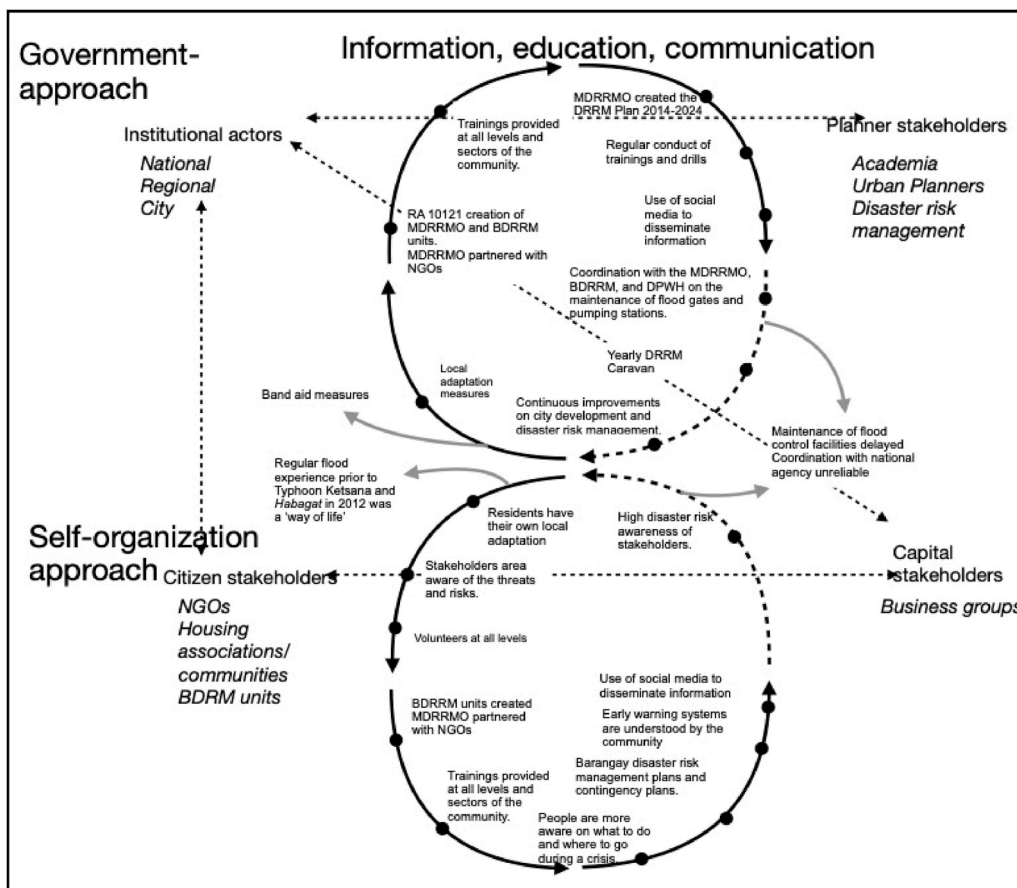 Government-
approach
Information, education, communication
Institutional actors
National
Regional
City
Trainings provided
at all levels and
sectors of the
community.
MDRRMO created the
DRRM Plan 2014-2024
Regular conduct of
trainings and drills
Planner stakeholders
Academia
Urban Planners
Disaster risk
management
RA 10121 creation of
MDRRMO and BDRRM
units.
MDRRMO partnered with
NGOs
Use of social
media to
disseminate
information
Coordination with the MDRRMO,
BDRRM, and DPWH on the
maintenance of flood gates and
pumping stations.
Yearly DRRM
Caravan
Local
adaptation
measures
Band aid measures
Continuous improvements
on city development and
disaster risk management.
Maintenance of flood
control facilities delayed
Coordination with national
agency unreliable
Regular flood
experience prior to
Typhoon Ketsana and
Habagat in 2012 was
a ‘way of life’
Residents have
their own local
adaptation
High disaster risk
awareness of
stakeholders.
Self-organization
approach
Citizen stakeholders
NGOs
Housing
associations/
communities
BDRM units
Stakeholders area
aware of the threats
and risks.
Capital
stakeholders
Business groups
Volunteers at all levels
BDRRM units created
MDRRMO partnered
with NGOs
Use of social media to
disseminate information
Early warning systems
are understood by the
community
Barangay disaster risk
management plans and
contingency plans.
Trainings provided
at all levels and
sectors of the
community.
People are more
aware on what to do
and where to go
during a crisis.